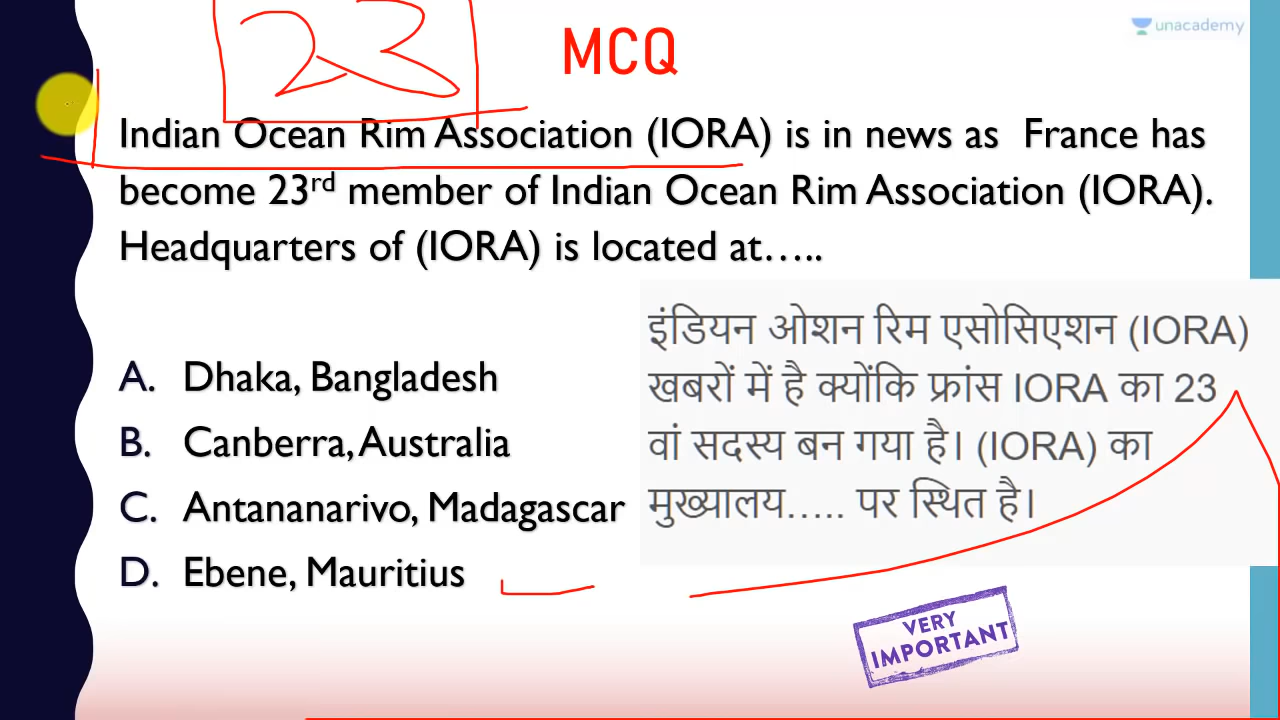 23
unacademy
MCQ
Indian Ocean Rim Association (IORA) is in news as France has
become 23rd member of Indian Ocean Rim Association (IORA).
Headquarters of (IORA) is located at…..
A. Dhaka, Bangladesh
B. Canberra, Australia
C. Antananarivo, Madagascar
D. Ebene, Mauritius
इंडियन ओशन रिम एसोसिएशन (IORA)
खबरों में है क्योंकि फ्रांस IORA का 23
वां सदस्य बन गया है। (IORA) का
मुख्यालय….. पर स्थित है।
VERY
IMPORTANT